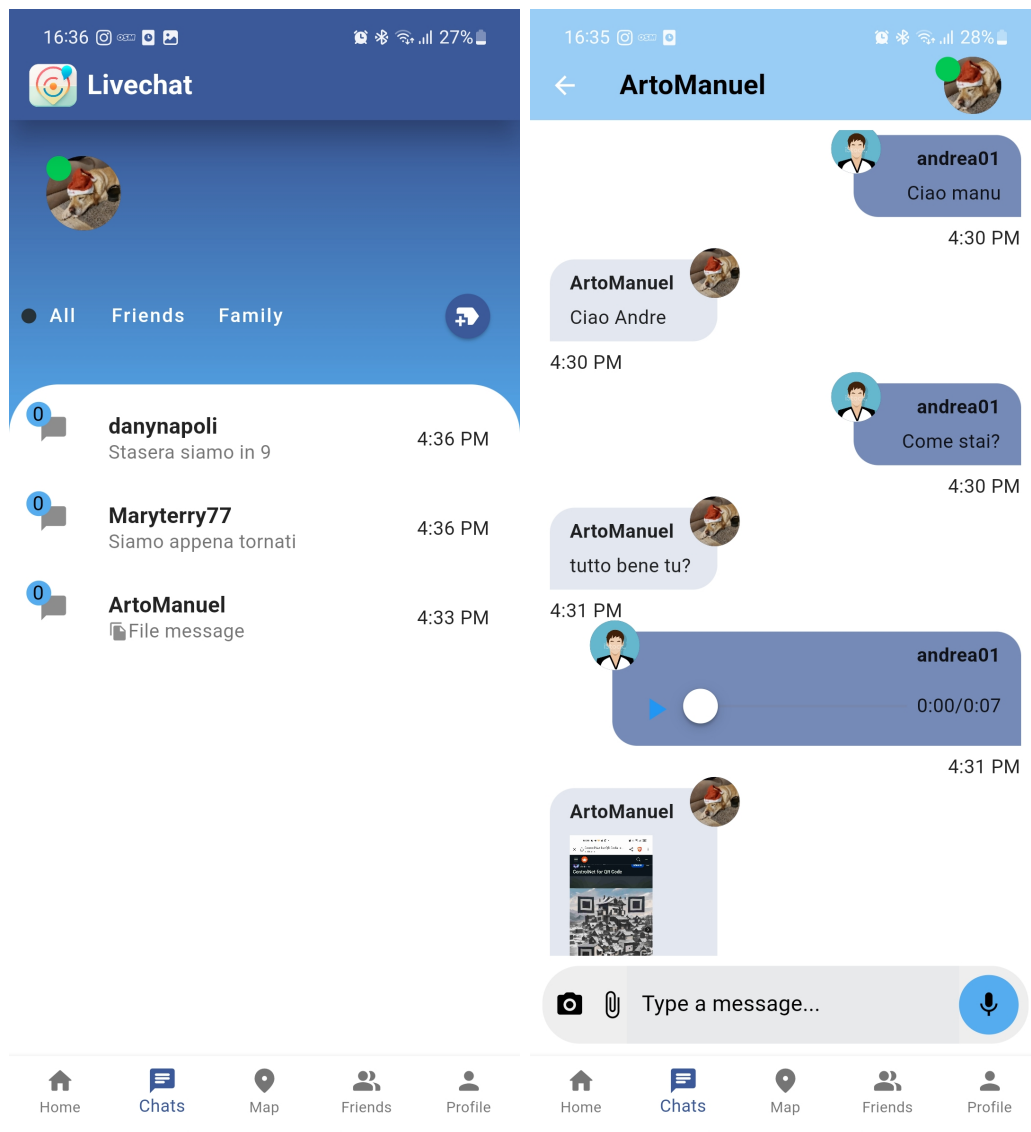 16:36
27%
Livechat
All Friends Family
0
danynapoli
Stasera siamo in 9
4:36 PM
0
Maryterry77
Siamo appena tornati
4:36 PM
0
ArtoManuel
File message
4:33 PM
Home Chats Map Friends Profile
16:35
28%
ArtoManuel
andrea01
Ciao manu
4:30 PM
ArtoManuel
Ciao Andre
4:30 PM
andrea01
Come stai?
4:30 PM
ArtoManuel
tutto bene tu?
4:31 PM
andrea01
0:00/0:07
4:31 PM
ArtoManuel
ControlNet for QR Code
Type a message...
Home Chats Map Friends Profile